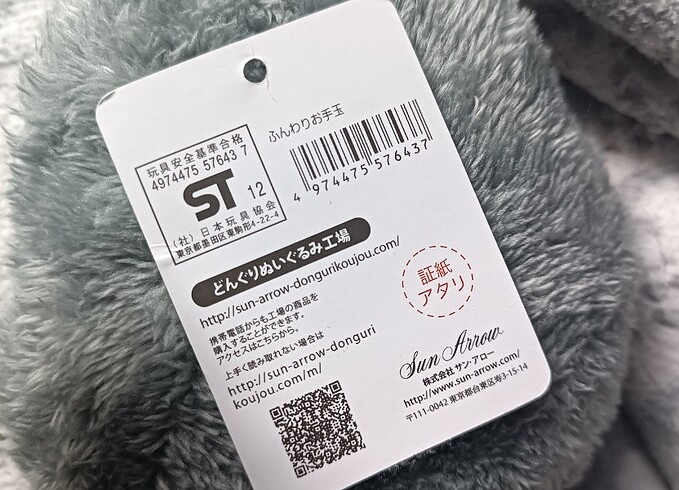 玩具安全基準合格
4974475 57643 7
ST 12
(社)日本玩具協会
東京都墨田区東駒形4-22-4
ふんわりお手玉
4 974475 576437
どんぐりぬいぐるみ工場
http://sun-arrow-dongurikoujou.com/
携帯電話からも工場の商品を
購入することができます。
アクセスはこちらから。
上手く読み取れない場合は
http://sun-arrow-donguri
koujou.com/m/
証紙
アタリ
Sun Arrow
株式会社 サン・アロー
http://www.sun-arrow.com/
〒111-0042 東京都台東区寿3-15-14